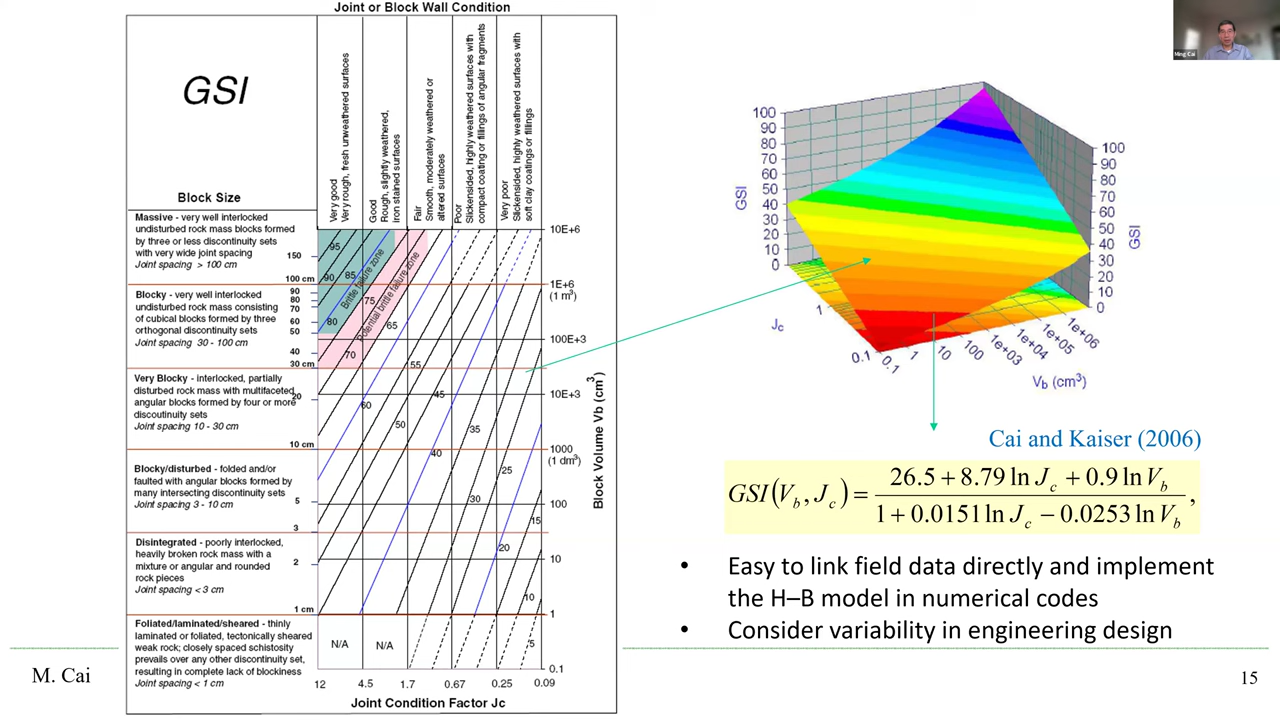 Joint or Block Wall Condition
GSI
Block Size
Very good
Very rough, fresh unweathered surfaces
Good
Rough, slightly weathered,
iron stained surfaces
Fair
Smooth, moderately weathered or
altered surfaces
Poor
Slickensided, highly weathered surfaces with
compact coating or fillings of angular fragments
Very poor
Slickensided, highly weathered surfaces with
soft clay coatings or fillings
Massive - very well interlocked
undisturbed rock mass blocks formed
by three or less discontinuity sets
with very wide joint spacing
Joint spacing > 100 cm
Blocky - very well interlocked
undisturbed rock mass consisting
of cubical blocks formed by three
orthogonal discontinuity sets
Joint spacing 30 - 100 cm
Very Blocky - interlocked, partially
disturbed rock mass with multifaceted
angular blocks formed by four or more
discoutinuity sets
Joint spacing 10 - 30 cm
Blocky/disturbed - folded and/or
faulted with angular blocks formed by
many intersecting discontinuity sets
Joint spacing 3 - 10 cm
Disintegrated - poorly interlocked,
heavily broken rock mass with a
mixture or angular and rounded
rock pieces
Joint spacing < 3 cm
Foliated/laminated/sheared - thinly
laminated or foliated, tectonically sheared
weak rock; closely spaced schistosity
prevails over any other discontinuity set,
resulting in complete lack of blockiness
Joint spacing < 1 cm
150
100 cm
90
80
70
60
50
40
30 cm
20
10 cm
5
3
2
1 cm
95
90
85
80
75
70
65
60
55
50
45
40
35
30
25
20
15
10
5
Brittle failure zone
Potential brittle failure zone
N/A
N/A
10E+6
1E+6
(1 m³)
100E+3
10E+3
1000
(1 dm³)
100
10
1
0.1
Block Volume Vb (cm³)
12 4.5 1.7 0.67 0.25 0.09
Joint Condition Factor Jc
Ming Cai
100
90
80
70
60
50
40
30
20
10
0
GSI
100
90
80
70
60
50
40
30
20
10
0
GSI
1
0.1
Jc
0.1
1
10
100
1e+03
1e+04
1e+05
1e+06
Vb (cm³)
Cai and Kaiser (2006)
GSI(Vb, Jc) = (26.5 + 8.79 ln Jc + 0.9 ln Vb) / (1 + 0.0151 ln Jc − 0.0253 ln Vb),
• Easy to link field data directly and implement
the H–B model in numerical codes
• Consider variability in engineering design
M. Cai
15